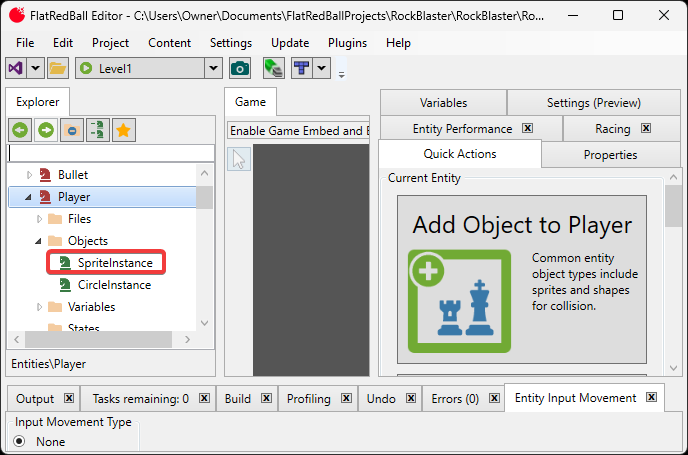 FlatRedBall Editor - C:\Users\Owner\Documents\FlatRedBallProjects\RockBlaster\RockBlaster\Ro...
File Edit Project Content Settings Update Plugins Help
Level1
Explorer
Bullet
Player
Files
Objects
SpriteInstance
CircleInstance
Variables
States
Entities\Player
Game
Enable Game Embed and E
Variables Settings (Preview)
Entity Performance Racing
Quick Actions Properties
Current Entity
Add Object to Player
Common entity
object types include
sprites and shapes
for collision.
Output Tasks remaining: 0 Build Profiling Undo Errors (0) Entity Input Movement
Input Movement Type
None